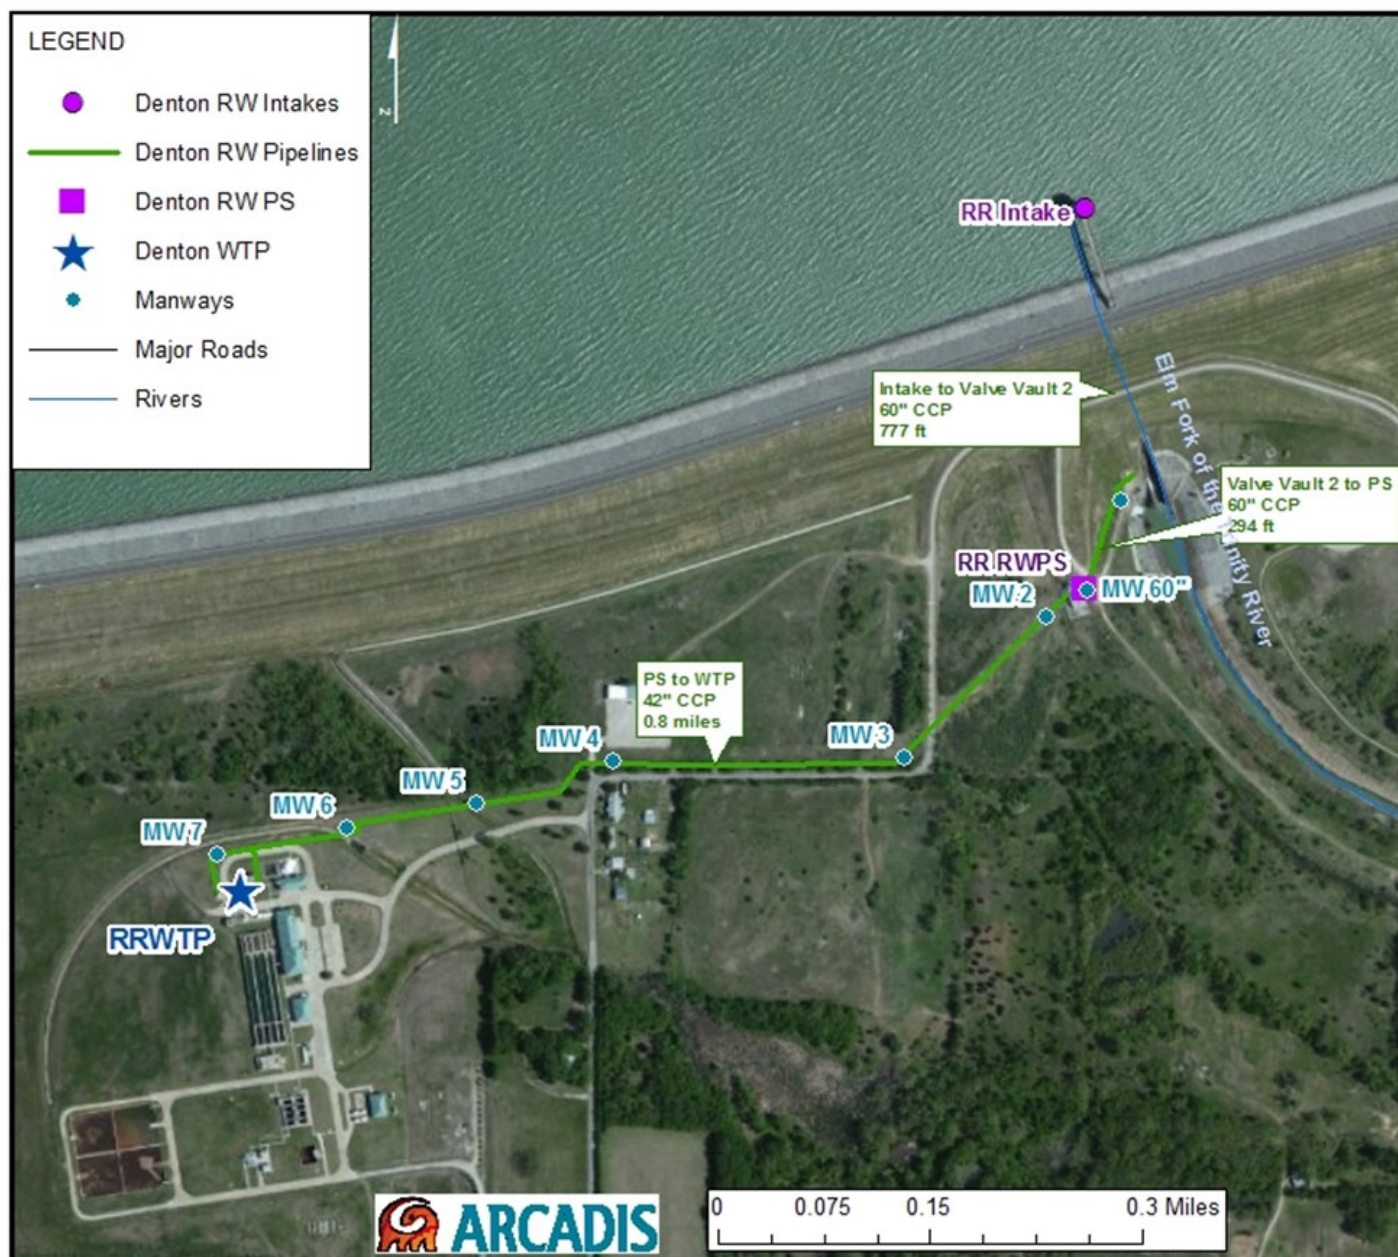 LEGEND
Denton RW Intakes
Denton RW Pipelines
Denton RW PS
Denton WTP
Manways
Major Roads
Rivers
z
RR Intake
Intake to Valve Vault 2
60" CCP
777 ft
Elm Fork of the Trinity River
Valve Vault 2 to PS
60" CCP
294 ft
RR RWPS
MW 60"
MW 2
PS to WTP
42" CCP
0.8 miles
MW 3
MW 4
MW 5
MW 6
MW 7
RRWTP
ARCADIS
0 0.075 0.15 0.3 Miles